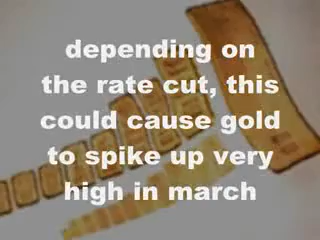 depending on
the rate cut, this
could cause gold
to spike up very
high in march